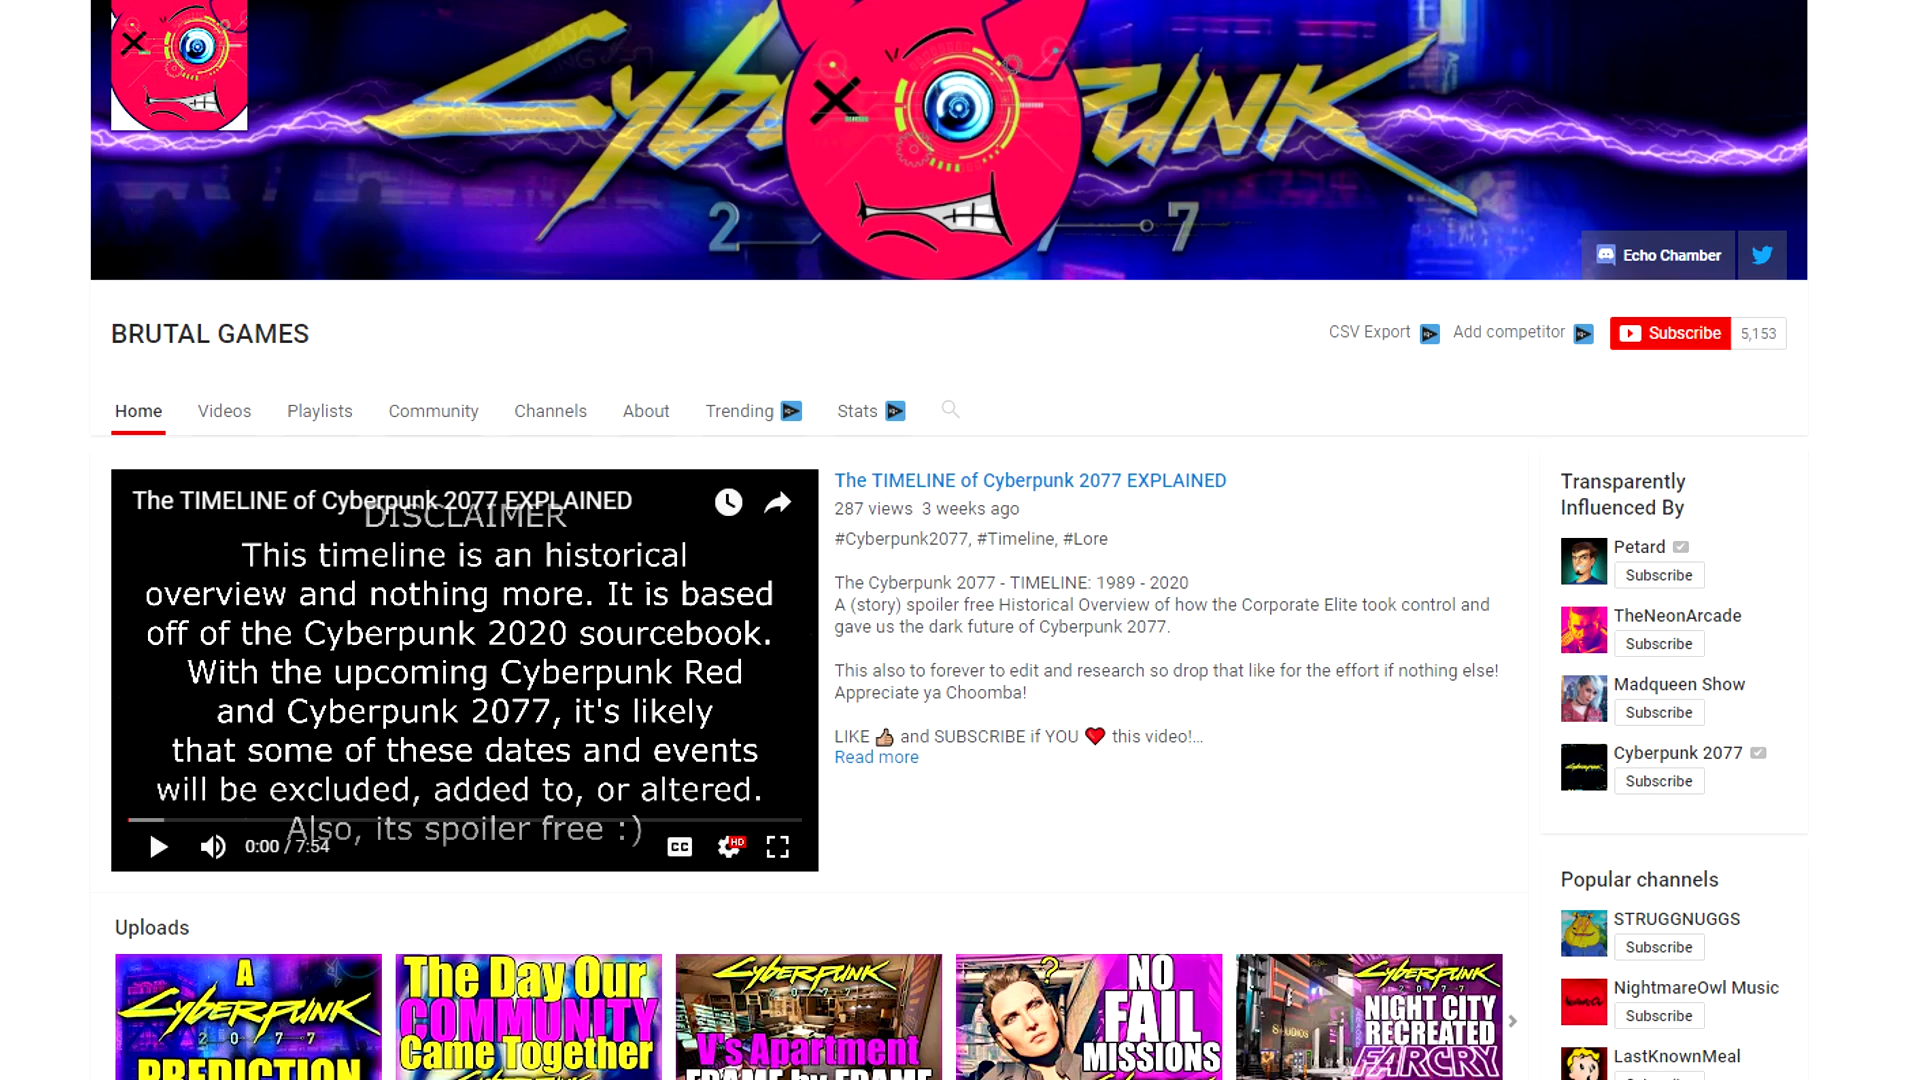 CYBERPUNK
2 7
Echo Chamber
BRUTAL GAMES
CSV Export Add competitor Subscribe 5,153
Home Videos Playlists Community Channels About Trending Stats
The TIMELINE of Cyberpunk 2077 EXPLAINED
DISCLAIMER
This timeline is an historical
overview and nothing more. It is based
off of the Cyberpunk 2020 sourcebook.
With the upcoming Cyberpunk Red
and Cyberpunk 2077, it's likely
that some of these dates and events
will be excluded, added to, or altered.
Also, its spoiler free :)
0:00 / 7:54
CC HD
The TIMELINE of Cyberpunk 2077 EXPLAINED
287 views 3 weeks ago
#Cyberpunk2077, #Timeline, #Lore
The Cyberpunk 2077 - TIMELINE: 1989 - 2020
A (story) spoiler free Historical Overview of how the Corporate Elite took control and
gave us the dark future of Cyberpunk 2077.
This also to forever to edit and research so drop that like for the effort if nothing else!
Appreciate ya Choomba!
LIKE 👍 and SUBSCRIBE if YOU ❤ this video!...
Read more
Transparently
Influenced By
Petard
Subscribe
TheNeonArcade
Subscribe
Madqueen Show
Subscribe
Cyberpunk 2077
Subscribe
Popular channels
STRUGGNUGGS
Subscribe
NightmareOwl Music
Subscribe
LastKnownMeal
Uploads
A
CYBERPUNK
2077
PREDICTION
The Day Our
COMMUNITY
Came Together
CYBERPUNK
2077
V's Apartment
FRAME by FRAME
?
NO
FAIL
MISSIONS
CYBERPUNK
2077
NIGHT CITY
RECREATED
FARCRY